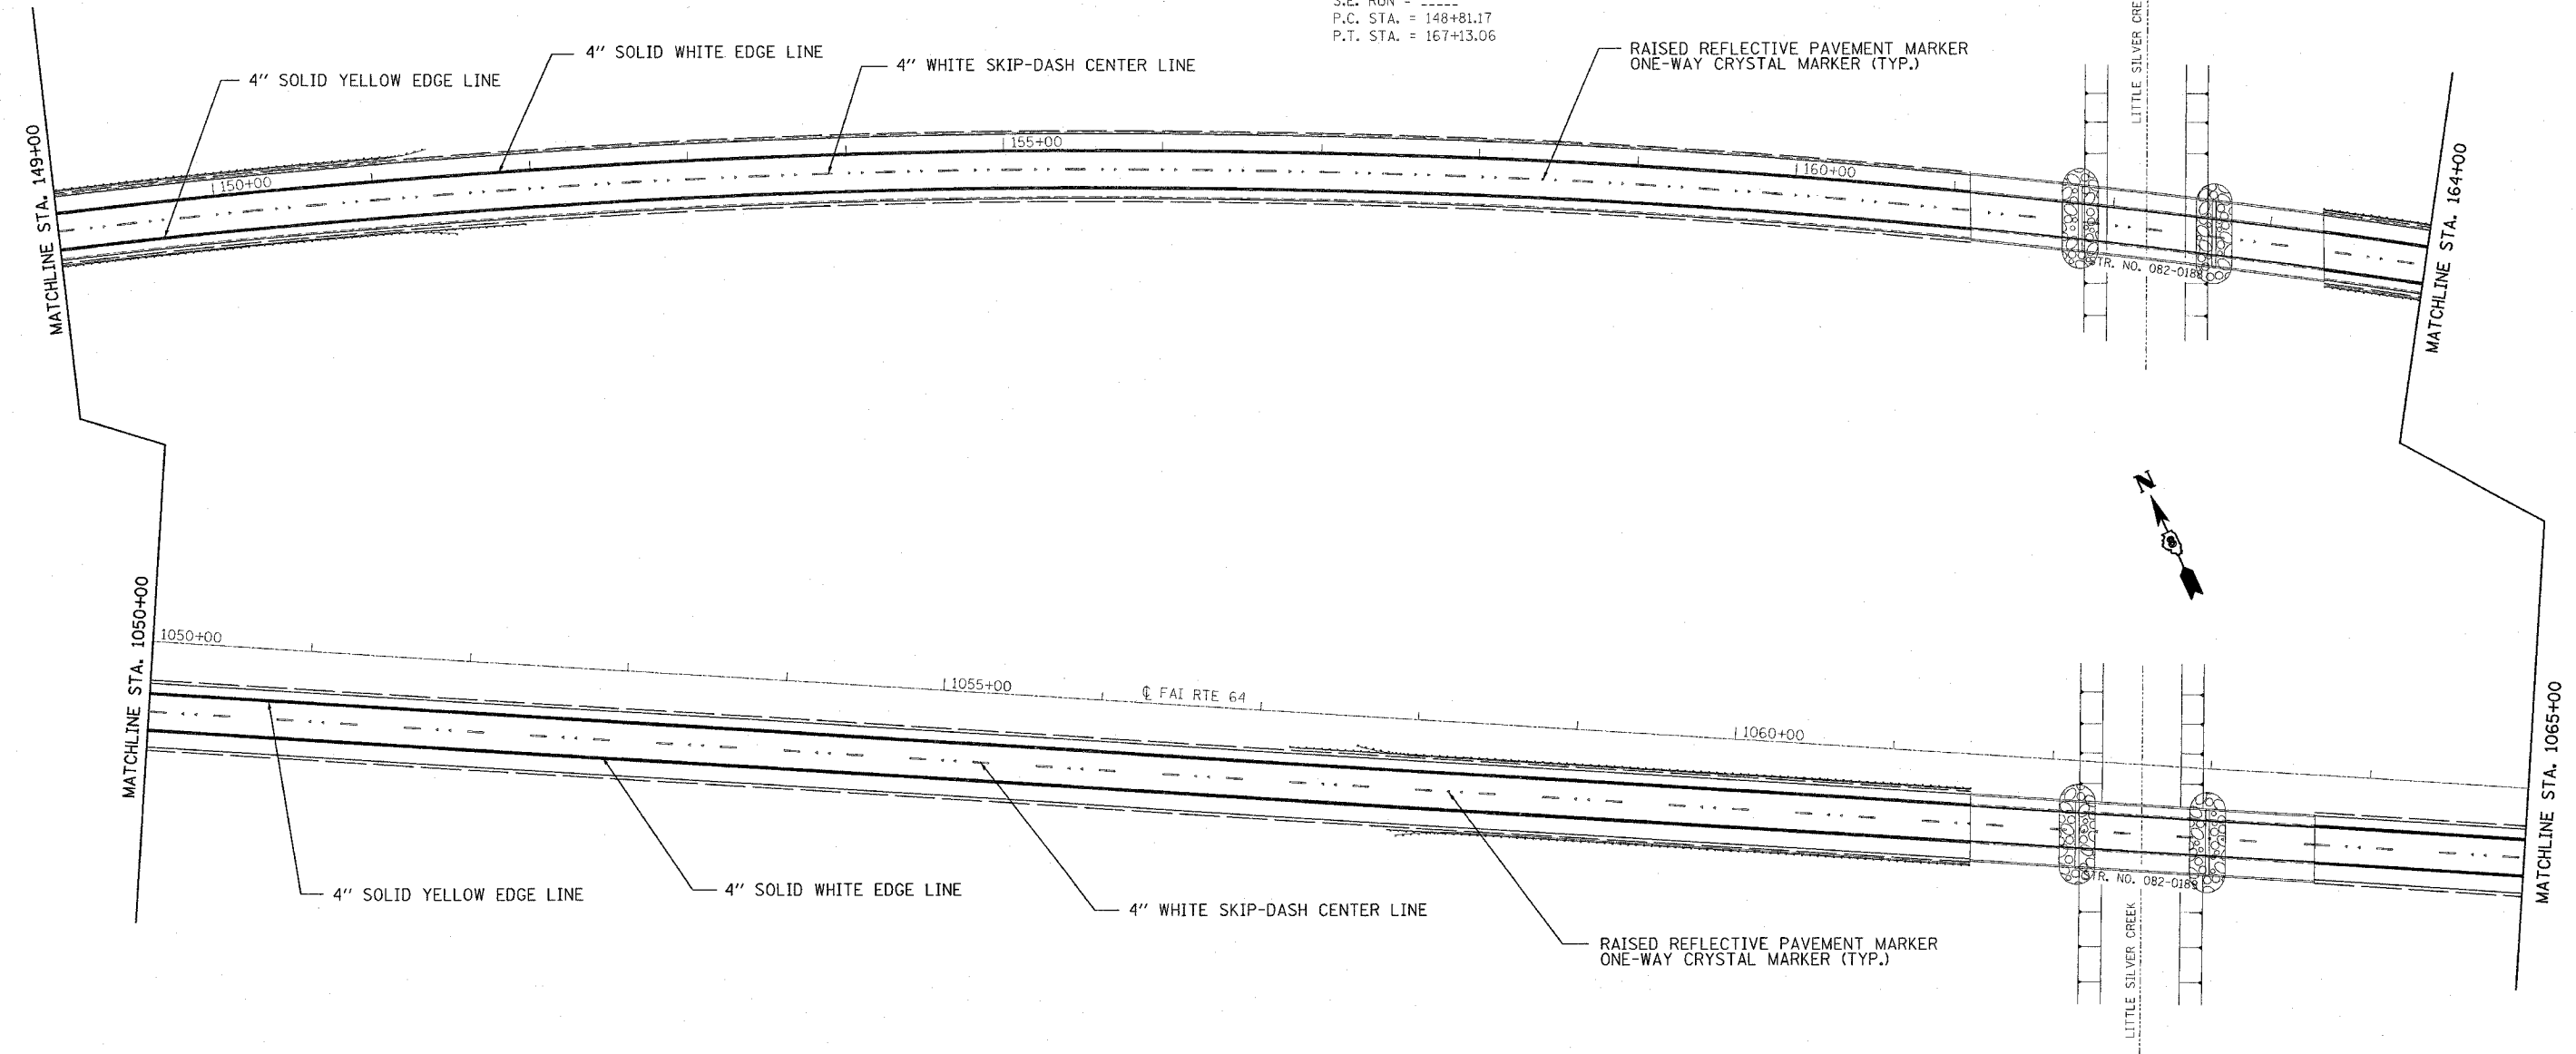 S.E. RUN = _____
P.C. STA. = 148+81.17
P.T. STA. = 167+13.06
4" SOLID YELLOW EDGE LINE
4" SOLID WHITE EDGE LINE
4" WHITE SKIP-DASH CENTER LINE
RAISED REFLECTIVE PAVEMENT MARKER
ONE-WAY CRYSTAL MARKER (TYP.)
LITTLE SILVER CRE
MATCHLINE STA. 149+00
150+00
155+00
160+00
STR. NO. 082-0188
MATCHLINE STA. 164+00
N
MATCHLINE STA. 1050+00
1050+00
1055+00
℄ FAI RTE 64
1060+00
STR. NO. 082-0189
MATCHLINE STA. 1065+00
4" SOLID YELLOW EDGE LINE
4" SOLID WHITE EDGE LINE
4" WHITE SKIP-DASH CENTER LINE
RAISED REFLECTIVE PAVEMENT MARKER
ONE-WAY CRYSTAL MARKER (TYP.)
LITTLE SILVER CREEK